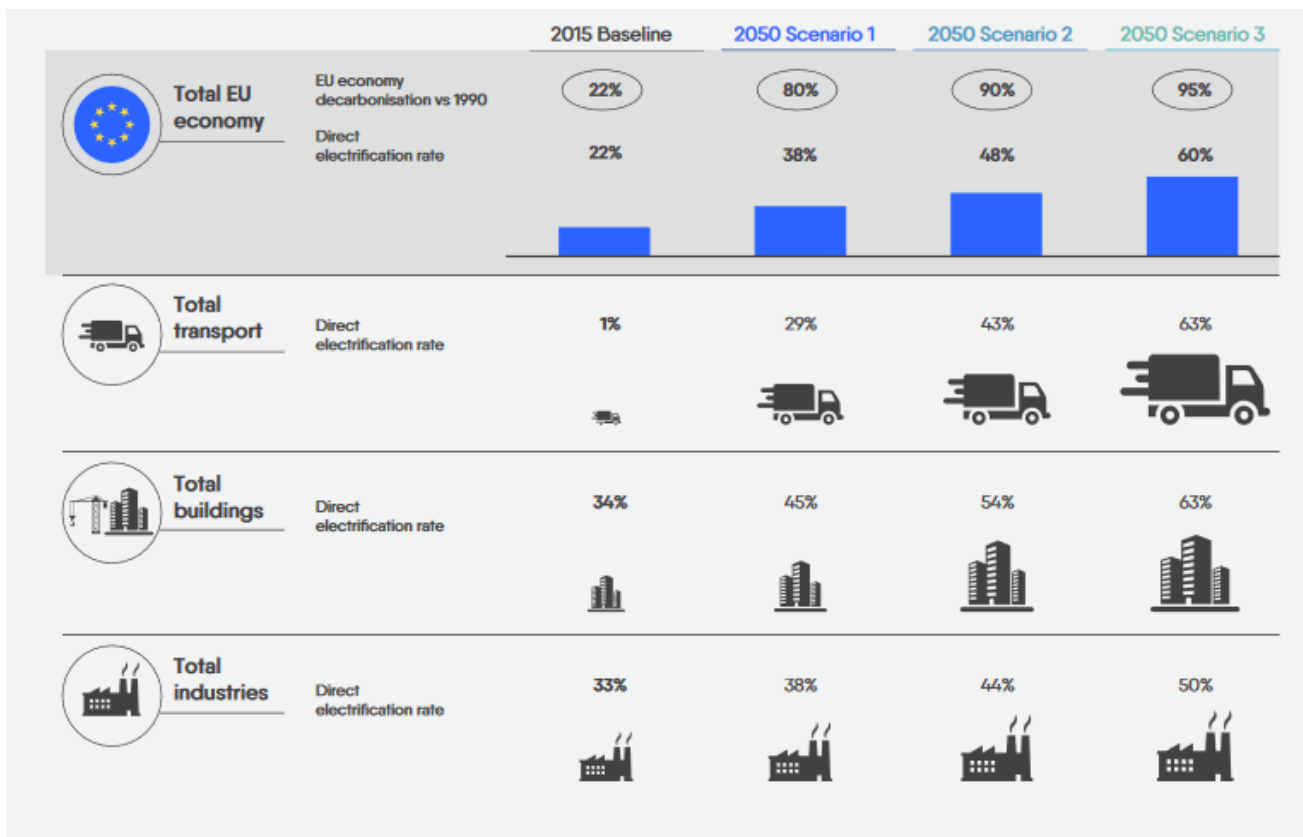 2015 Baseline 2050 Scenario 1 2050 Scenario 2 2050 Scenario 3
Total EU
economy
EU economy
decarbonisation vs 1990
22% 80% 90% 95%
Direct
electrification rate
22% 38% 48% 60%
Total
transport
Direct
electrification rate
1% 29% 43% 63%
Total
buildings
Direct
electrification rate
34% 45% 54% 63%
Total
industries
Direct
electrification rate
33% 38% 44% 50%